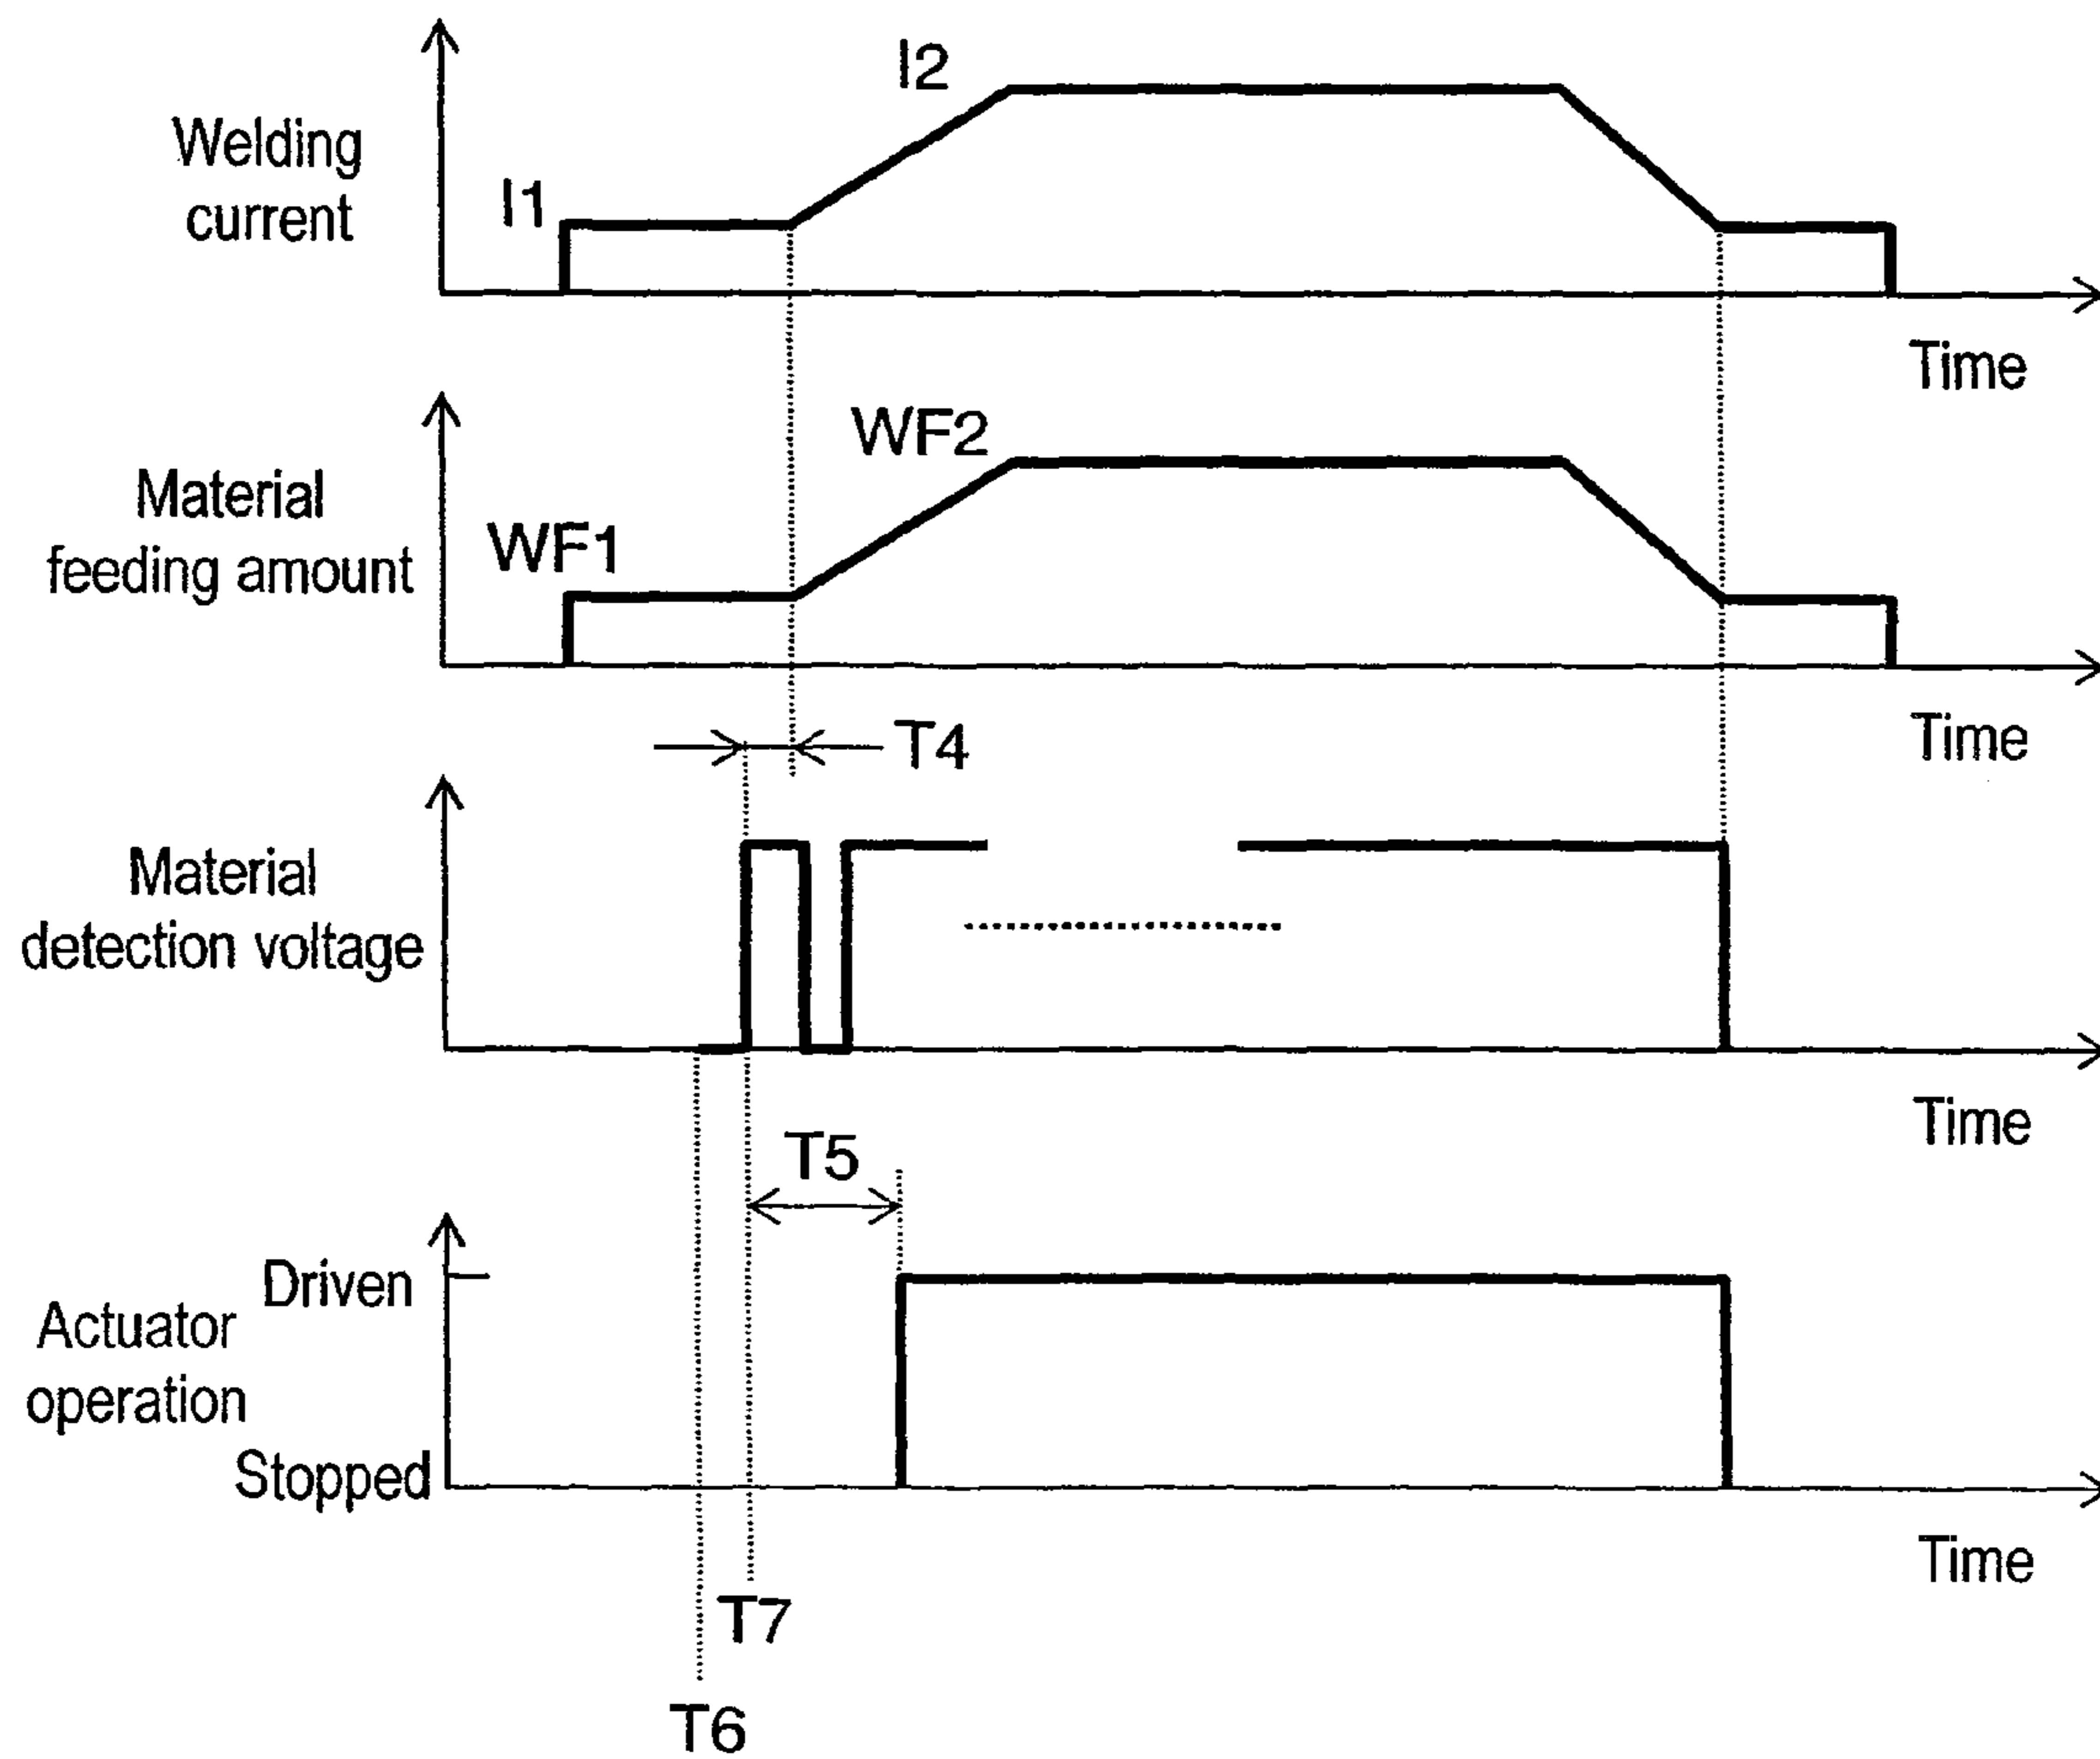 I2
Welding
current
I1
Time
WF2
Material
feeding amount
WF1
Time
T4
Material
detection voltage
Time
T5
Driven
Actuator
operation
Stopped
Time
T7
T6